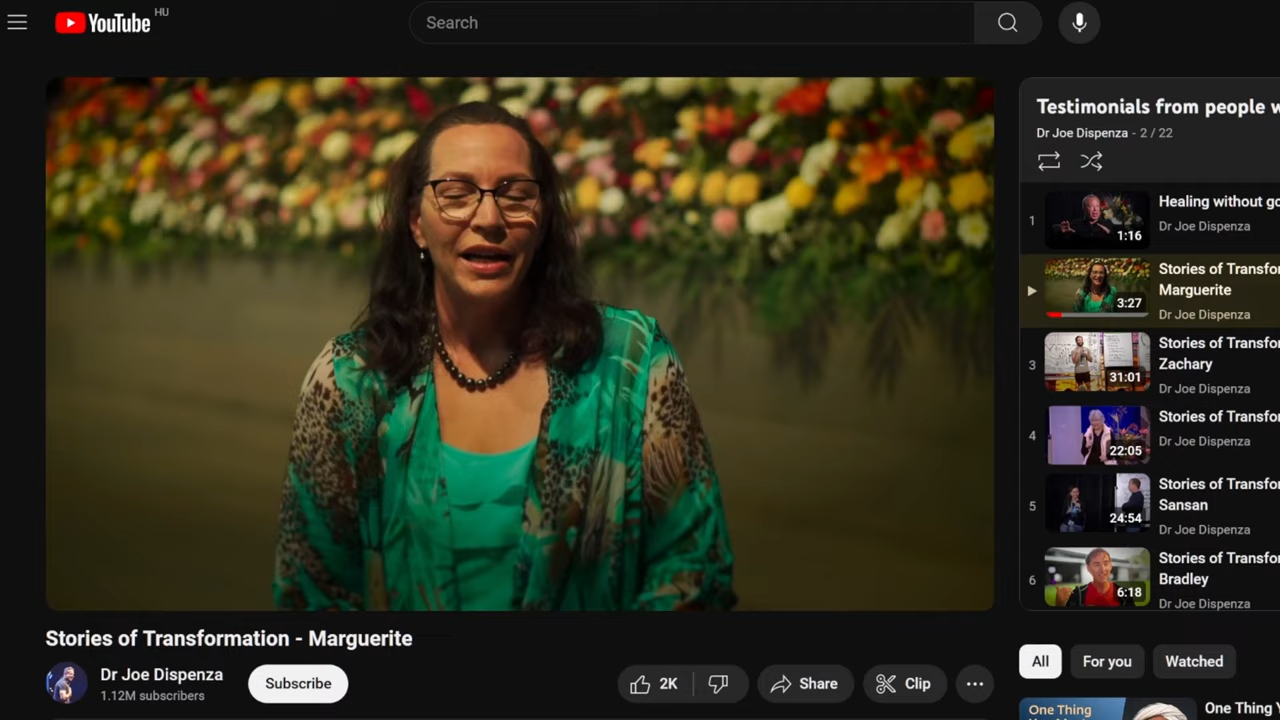 YouTube HU
Search
Testimonials from people w
Dr Joe Dispenza - 2 / 22
1
1:16
Healing without go
Dr Joe Dispenza
3:27
Stories of Transfor
Marguerite
Dr Joe Dispenza
3
31:01
Stories of Transfor
Zachary
Dr Joe Dispenza
4
22:05
Stories of Transfor
Dr Joe Dispenza
5
24:54
Stories of Transfor
Sansan
Dr Joe Dispenza
6
6:18
Stories of Transfor
Bradley
Dr Joe Dispenza
Stories of Transformation - Marguerite
Dr Joe Dispenza
1.12M subscribers
Subscribe
2K
Share
Clip
All
For you
Watched
One Thing
One Thing Y